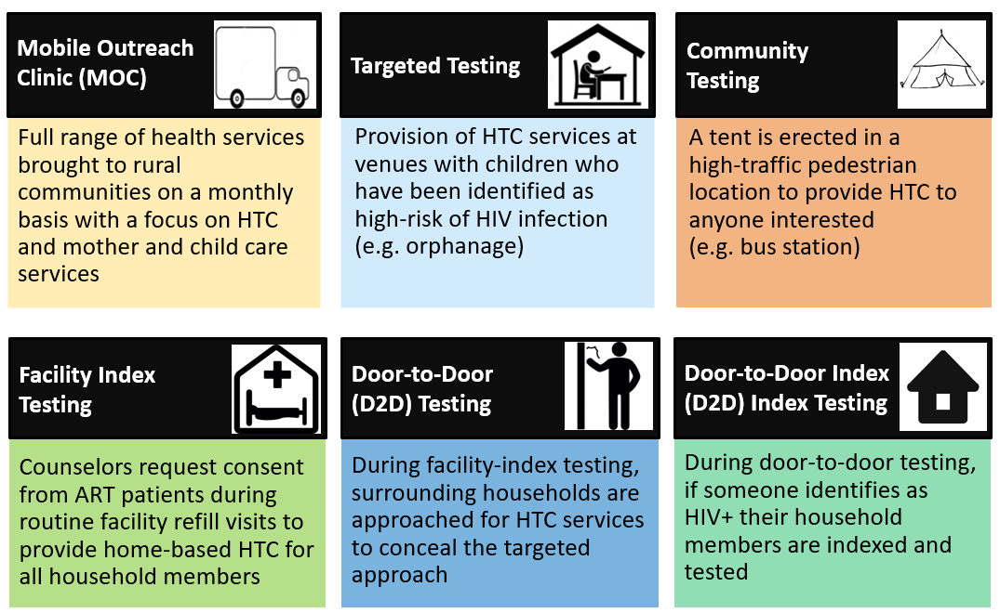 Mobile Outreach
Clinic (MOC)
Full range of health services
brought to rural
communities on a monthly
basis with a focus on HTC
and mother and child care
services
Targeted Testing
Provision of HTC services at
venues with children who
have been identified as
high-risk of HIV infection
(e.g. orphanage)
Community
Testing
A tent is erected in a
high-traffic pedestrian
location to provide HTC to
anyone interested
(e.g. bus station)
Facility Index
Testing
Counselors request consent
from ART patients during
routine facility refill visits to
provide home-based HTC for
all household members
Door-to-Door
(D2D) Testing
During facility-index testing,
surrounding households are
approached for HTC services
to conceal the targeted
approach
Door-to-Door Index
(D2D) Index Testing
During door-to-door testing,
if someone identifies as
HIV+ their household
members are indexed and
tested